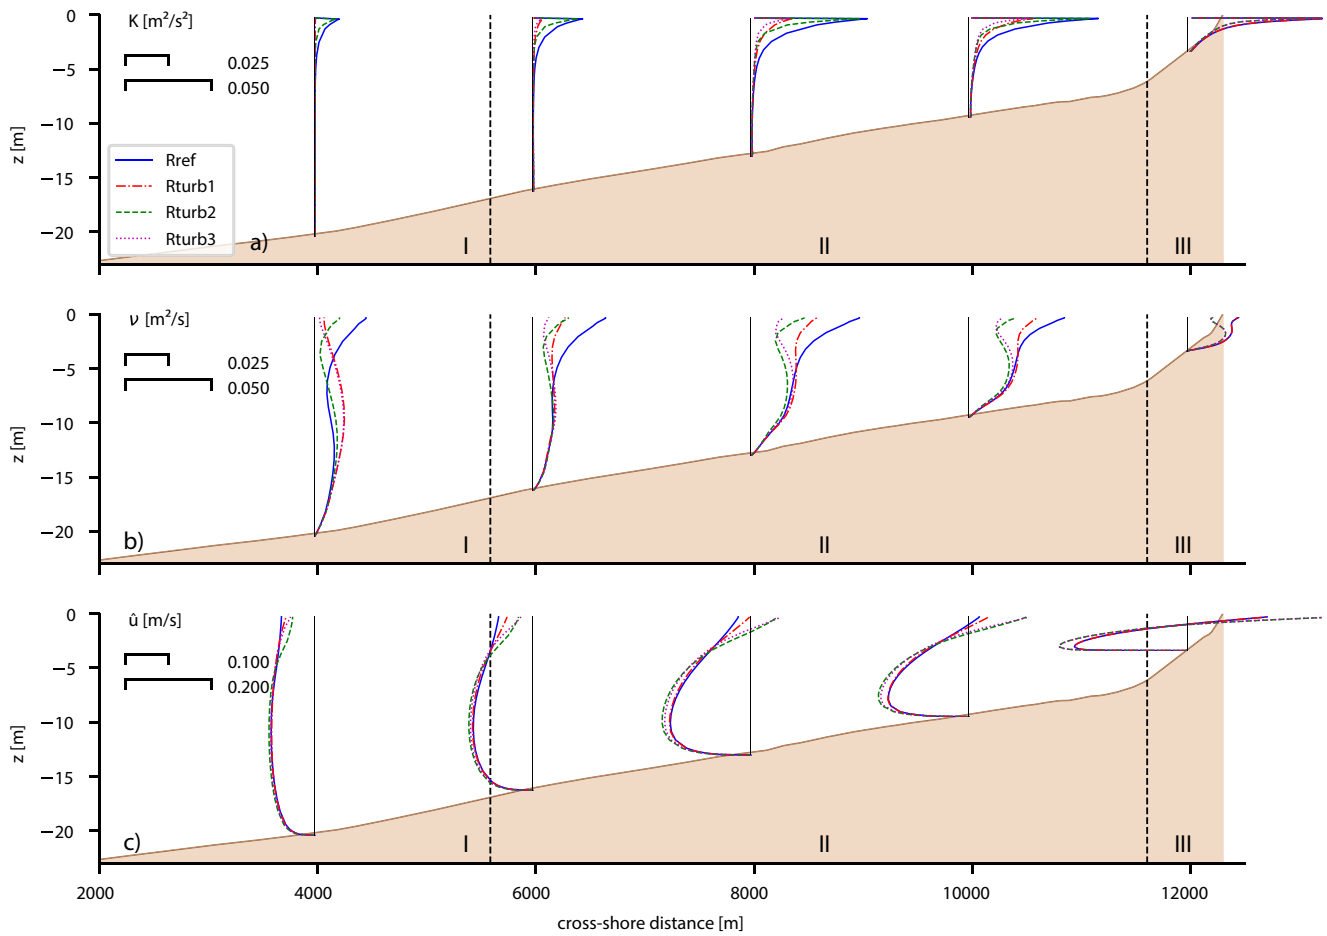 K [m²/s²]
0
−5
−10
−15
−20
z [m]
0.025
0.050
Rref
Rturb1
Rturb2
Rturb3
a)
I
II
III
ν [m²/s]
0
−5
−10
−15
−20
z [m]
0.025
0.050
b)
I
II
III
û [m/s]
0
−5
−10
−15
−20
z [m]
0.100
0.200
c)
I
II
III
2000 4000 6000 8000 10000 12000
cross-shore distance [m]